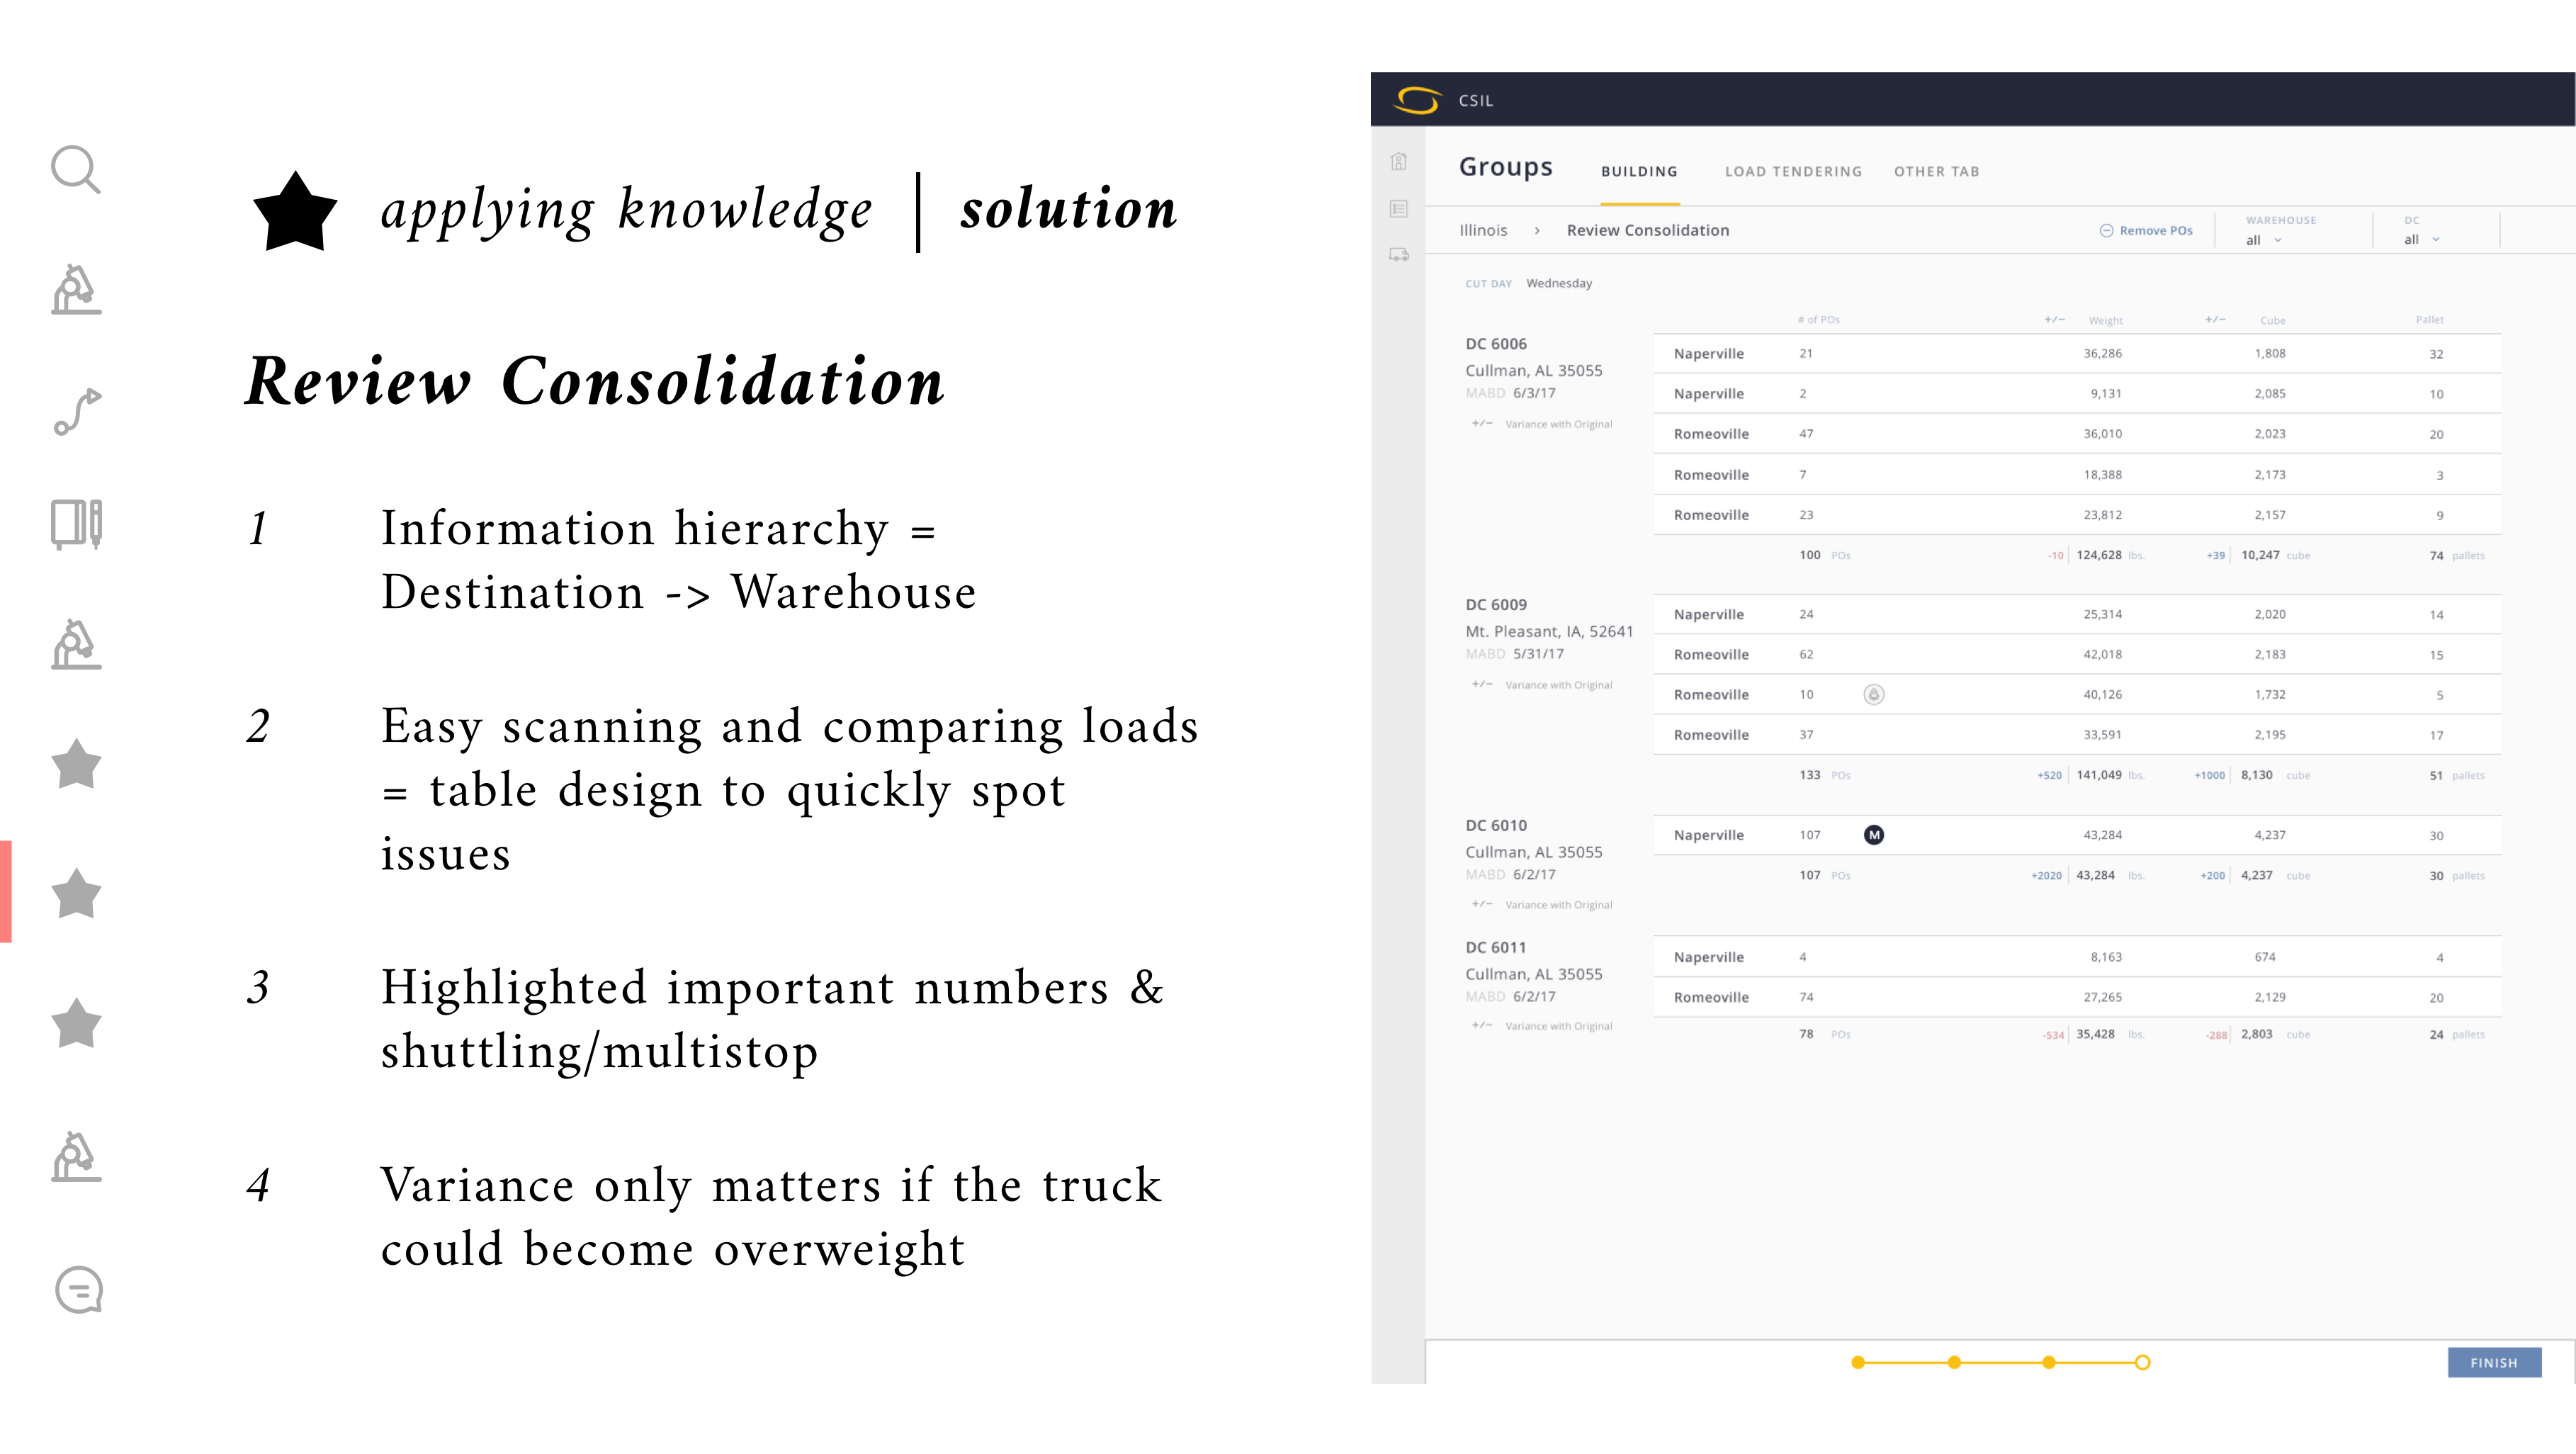 applying knowledge | solution
Review Consolidation
1 Information hierarchy =
Destination -> Warehouse
2 Easy scanning and comparing loads
= table design to quickly spot
issues
3 Highlighted important numbers &
shuttling/multistop
4 Variance only matters if the truck
could become overweight
CSIL
Groups BUILDING LOAD TENDERING OTHER TAB
Illinois > Review Consolidation Remove POs WAREHOUSE all DC all
CUT DAY Wednesday
# of POs +/− Weight +/− Cube Pallet
DC 6006
Cullman, AL 35055
MABD 6/3/17
+/− Variance with Original
Naperville 21 36,286 1,808 32
Naperville 2 9,131 2,085 10
Romeoville 47 36,010 2,023 20
Romeoville 7 18,388 2,173 3
Romeoville 23 23,812 2,157 9
100 POs -10 124,628 lbs. +39 10,247 cube 74 pallets
DC 6009
Mt. Pleasant, IA, 52641
MABD 5/31/17
+/− Variance with Original
Naperville 24 25,314 2,020 14
Romeoville 62 42,018 2,183 15
Romeoville 10 40,126 1,732 5
Romeoville 37 33,591 2,195 17
133 POs +520 141,049 lbs. +1000 8,130 cube 51 pallets
DC 6010
Cullman, AL 35055
MABD 6/2/17
+/− Variance with Original
Naperville 107 M 43,284 4,237 30
107 POs +2020 43,284 lbs. +200 4,237 cube 30 pallets
DC 6011
Cullman, AL 35055
MABD 6/2/17
+/− Variance with Original
Naperville 4 8,163 674 4
Romeoville 74 27,265 2,129 20
78 POs -534 35,428 lbs. -288 2,803 cube 24 pallets
FINISH